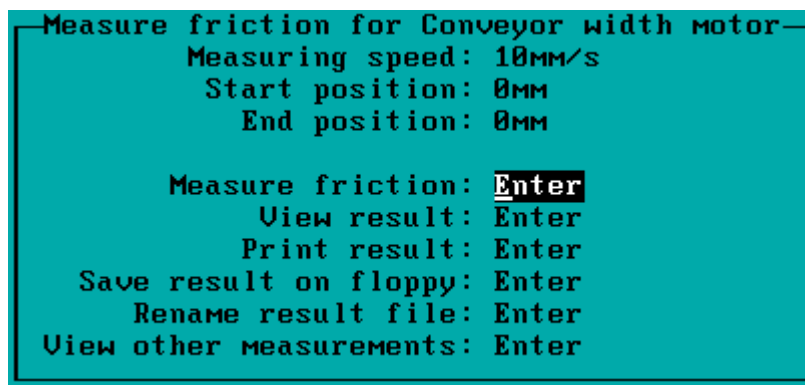 Measure friction for Conveyor width motor
Measuring speed: 10mm/s
Start position: 0mm
End position: 0mm
Measure friction: Enter
View result: Enter
Print result: Enter
Save result on floppy: Enter
Rename result file: Enter
View other measurements: Enter